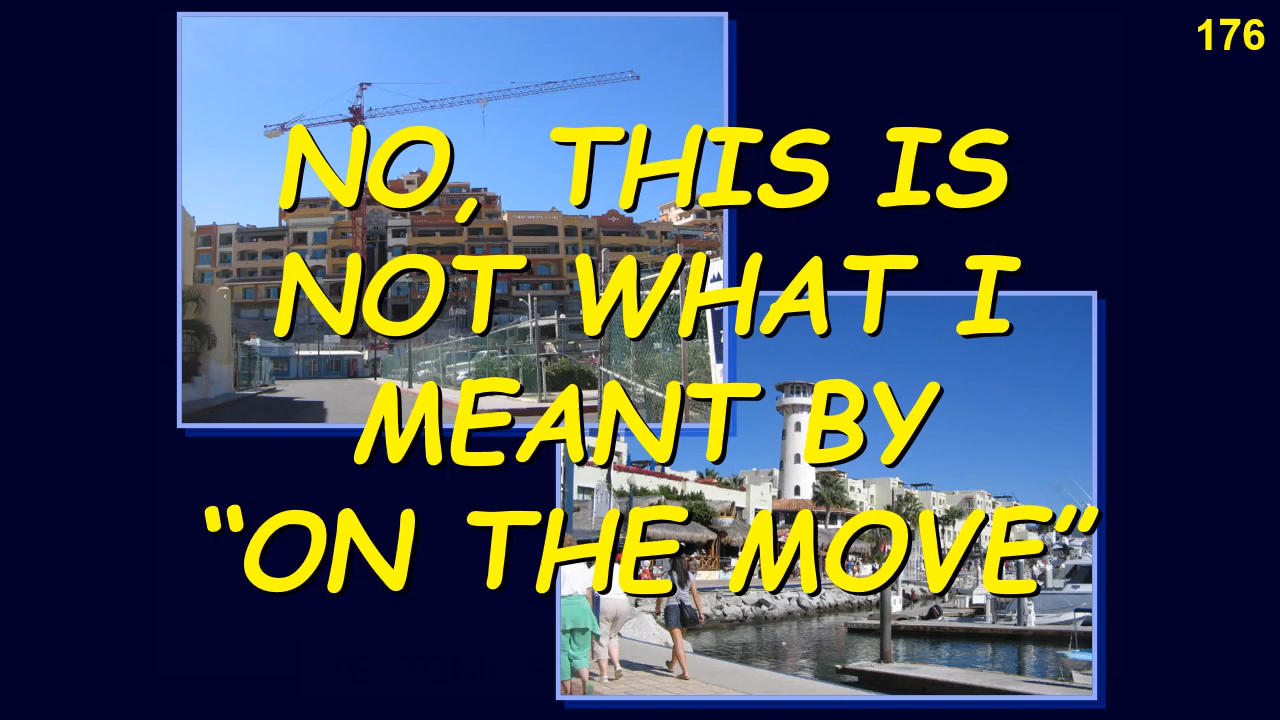 176
NO, THIS IS
NOT WHAT I
MEANT BY
“ON THE MOVE”